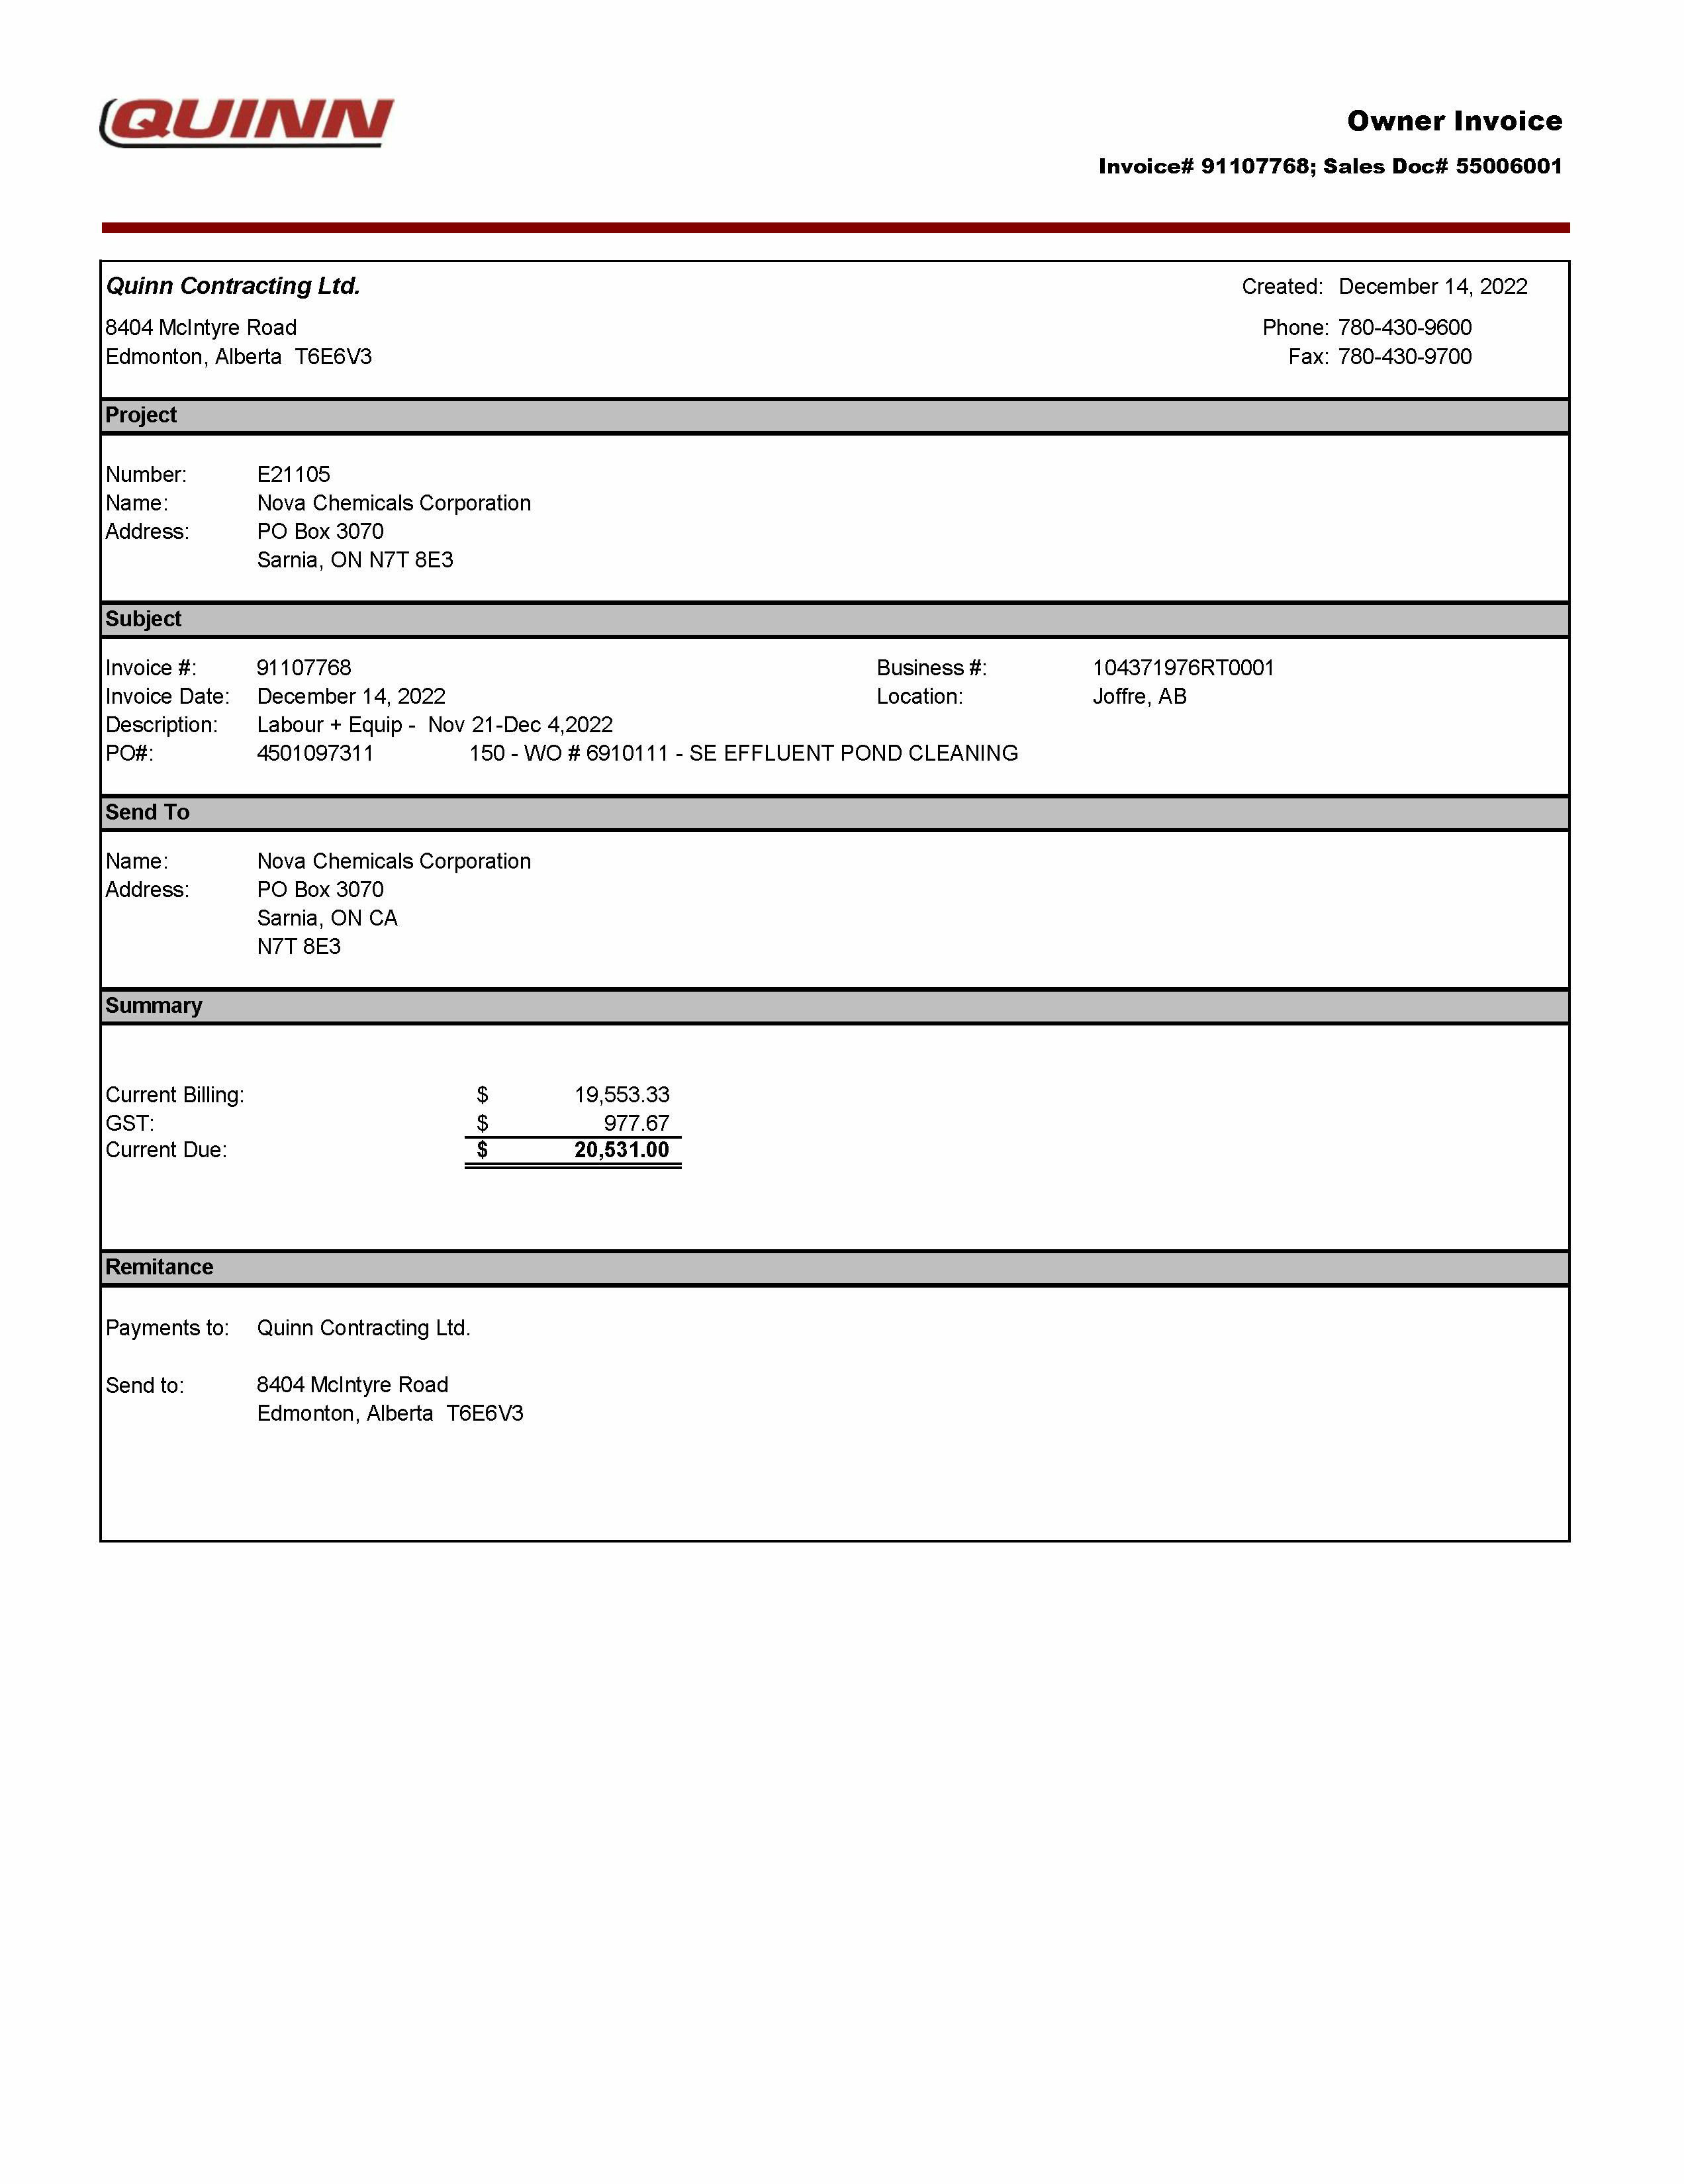 QUINN
Owner Invoice
Invoice# 91107768; Sales Doc# 55006001
Quinn Contracting Ltd. Created: December 14, 2022
8404 McIntyre Road Phone: 780-430-9600
Edmonton, Alberta T6E6V3 Fax: 780-430-9700
Project
Number: E21105
Name: Nova Chemicals Corporation
Address: PO Box 3070
Sarnia, ON N7T 8E3
Subject
Invoice #: 91107768 Business #: 104371976RT0001
Invoice Date: December 14, 2022 Location: Joffre, AB
Description: Labour + Equip - Nov 21-Dec 4,2022
PO#: 4501097311 150 - WO # 6910111 - SE EFFLUENT POND CLEANING
Send To
Name: Nova Chemicals Corporation
Address: PO Box 3070
Sarnia, ON CA
N7T 8E3
Summary
Current Billing: $ 19,553.33
GST: $ 977.67
Current Due: $ 20,531.00
Remitance
Payments to: Quinn Contracting Ltd.
Send to: 8404 McIntyre Road
Edmonton, Alberta T6E6V3